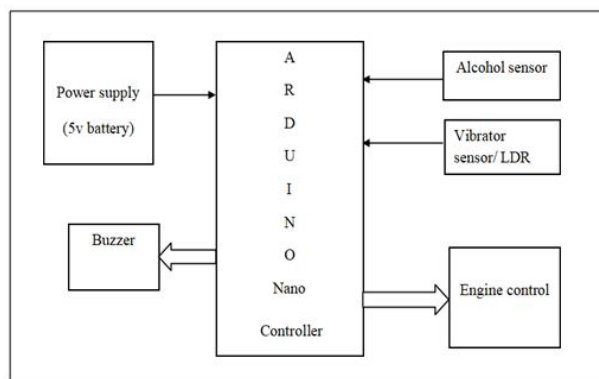 Power supply
(5v battery)
A
R
D
U
I
N
O
Nano
Controller
Alcohol sensor
Vibrator
sensor/ LDR
Buzzer
Engine control